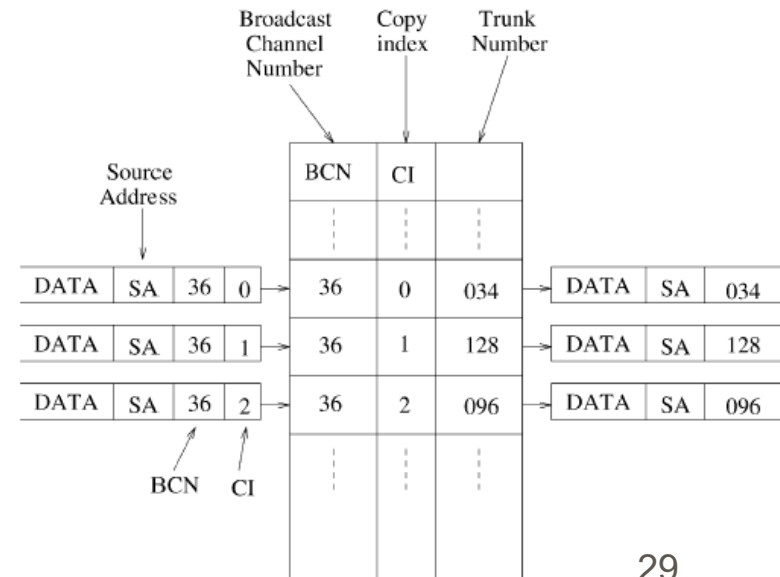 Broadcast Channel Number
Copy index
Trunk Number
Source Address
BCN CI
DATA SA 36 0 36 0 034 DATA SA 034
DATA SA 36 1 36 1 128 DATA SA 128
DATA SA 36 2 36 2 096 DATA SA 096
BCN CI
29